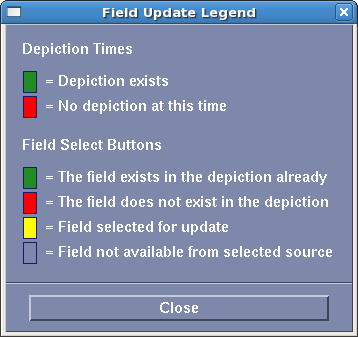 Field Update Legend
Depiction Times
= Depiction exists
= No depiction at this time
Field Select Buttons
= The field exists in the depiction already
= The field does not exist in the depiction
= Field selected for update
= Field not available from selected source
Close